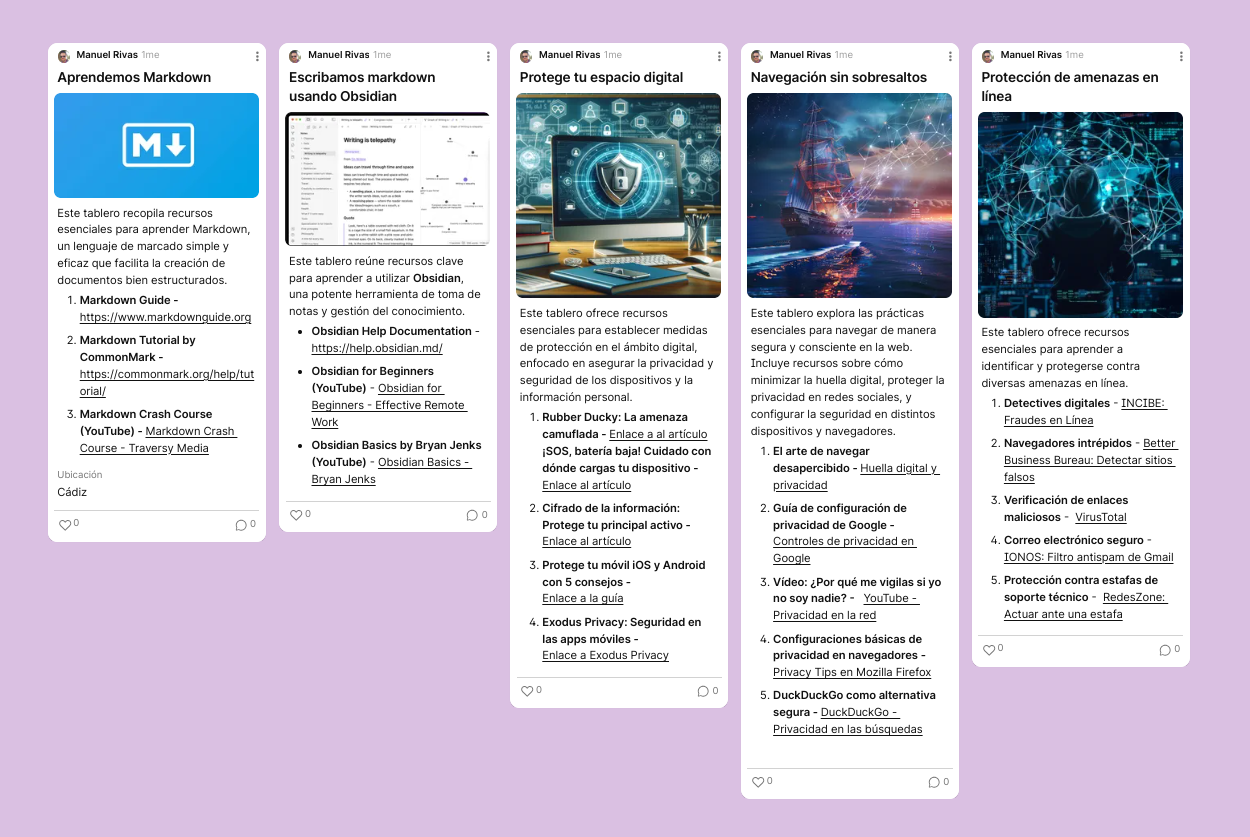 Manuel Rivas 1me
Aprendemos Markdown
M
Este tablero recopila recursos
esenciales para aprender Markdown,
un lenguaje de marcado simple y
eficaz que facilita la creación de
documentos bien estructurados.
1. Markdown Guide -
https://www.markdownguide.org
2. Markdown Tutorial by
CommonMark -
https://commonmark.org/help/tut
orial/
3. Markdown Crash Course
(YouTube) - Markdown Crash
Course - Traversy Media
Ubicación
Cádiz
0
0
Manuel Rivas 1me
Escribamos markdown
usando Obsidian
Writing is telepathy
Ideas can travel through time and space
Quote
Este tablero reúne recursos clave
para aprender a utilizar Obsidian,
una potente herramienta de toma de
notas y gestión del conocimiento.
• Obsidian Help Documentation -
https://help.obsidian.md/
• Obsidian for Beginners
(YouTube) - Obsidian for
Beginners - Effective Remote
Work
• Obsidian Basics by Bryan Jenks
(YouTube) - Obsidian Basics -
Bryan Jenks
0
0
Manuel Rivas 1me
Protege tu espacio digital
Este tablero ofrece recursos
esenciales para establecer medidas
de protección en el ámbito digital,
enfocado en asegurar la privacidad y
seguridad de los dispositivos y la
información personal.
1. Rubber Ducky: La amenaza
camuflada - Enlace a al artículo
¡SOS, batería baja! Cuidado con
dónde cargas tu dispositivo -
Enlace al artículo
2. Cifrado de la información:
Protege tu principal activo -
Enlace al artículo
3. Protege tu móvil iOS y Android
con 5 consejos -
Enlace a la guía
4. Exodus Privacy: Seguridad en
las apps móviles -
Enlace a Exodus Privacy
0
0
Manuel Rivas 1me
Navegación sin sobresaltos
Este tablero explora las prácticas
esenciales para navegar de manera
segura y consciente en la web.
Incluye recursos sobre cómo
minimizar la huella digital, proteger la
privacidad en redes sociales, y
configurar la seguridad en distintos
dispositivos y navegadores.
1. El arte de navegar
desapercibido - Huella digital y
privacidad
2. Guía de configuración de
privacidad de Google -
Controles de privacidad en
Google
3. Vídeo: ¿Por qué me vigilas si yo
no soy nadie? - YouTube -
Privacidad en la red
4. Configuraciones básicas de
privacidad en navegadores -
Privacy Tips en Mozilla Firefox
5. DuckDuckGo como alternativa
segura - DuckDuckGo -
Privacidad en las búsquedas
0
0
Manuel Rivas 1me
Protección de amenazas en
línea
Este tablero ofrece recursos
esenciales para aprender a
identificar y protegerse contra
diversas amenazas en línea.
1. Detectives digitales - INCIBE:
Fraudes en Línea
2. Navegadores intrépidos - Better
Business Bureau: Detectar sitios
falsos
3. Verificación de enlaces
maliciosos - VirusTotal
4. Correo electrónico seguro -
IONOS: Filtro antispam de Gmail
5. Protección contra estafas de
soporte técnico - RedesZone:
Actuar ante una estafa
0
0